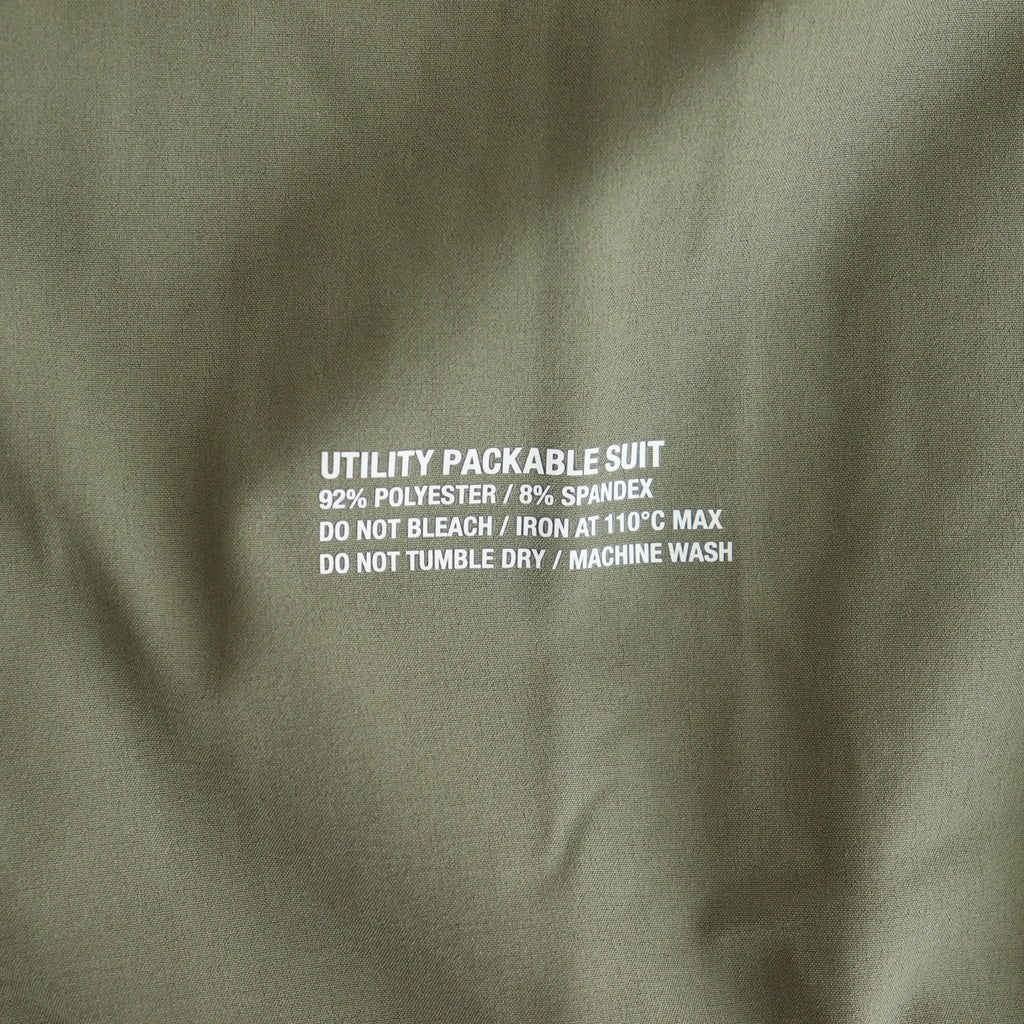 UTILITY PACKABLE SUIT
92% POLYESTER / 8% SPANDEX
DO NOT BLEACH / IRON AT 110°C MAX
DO NOT TUMBLE DRY / MACHINE WASH